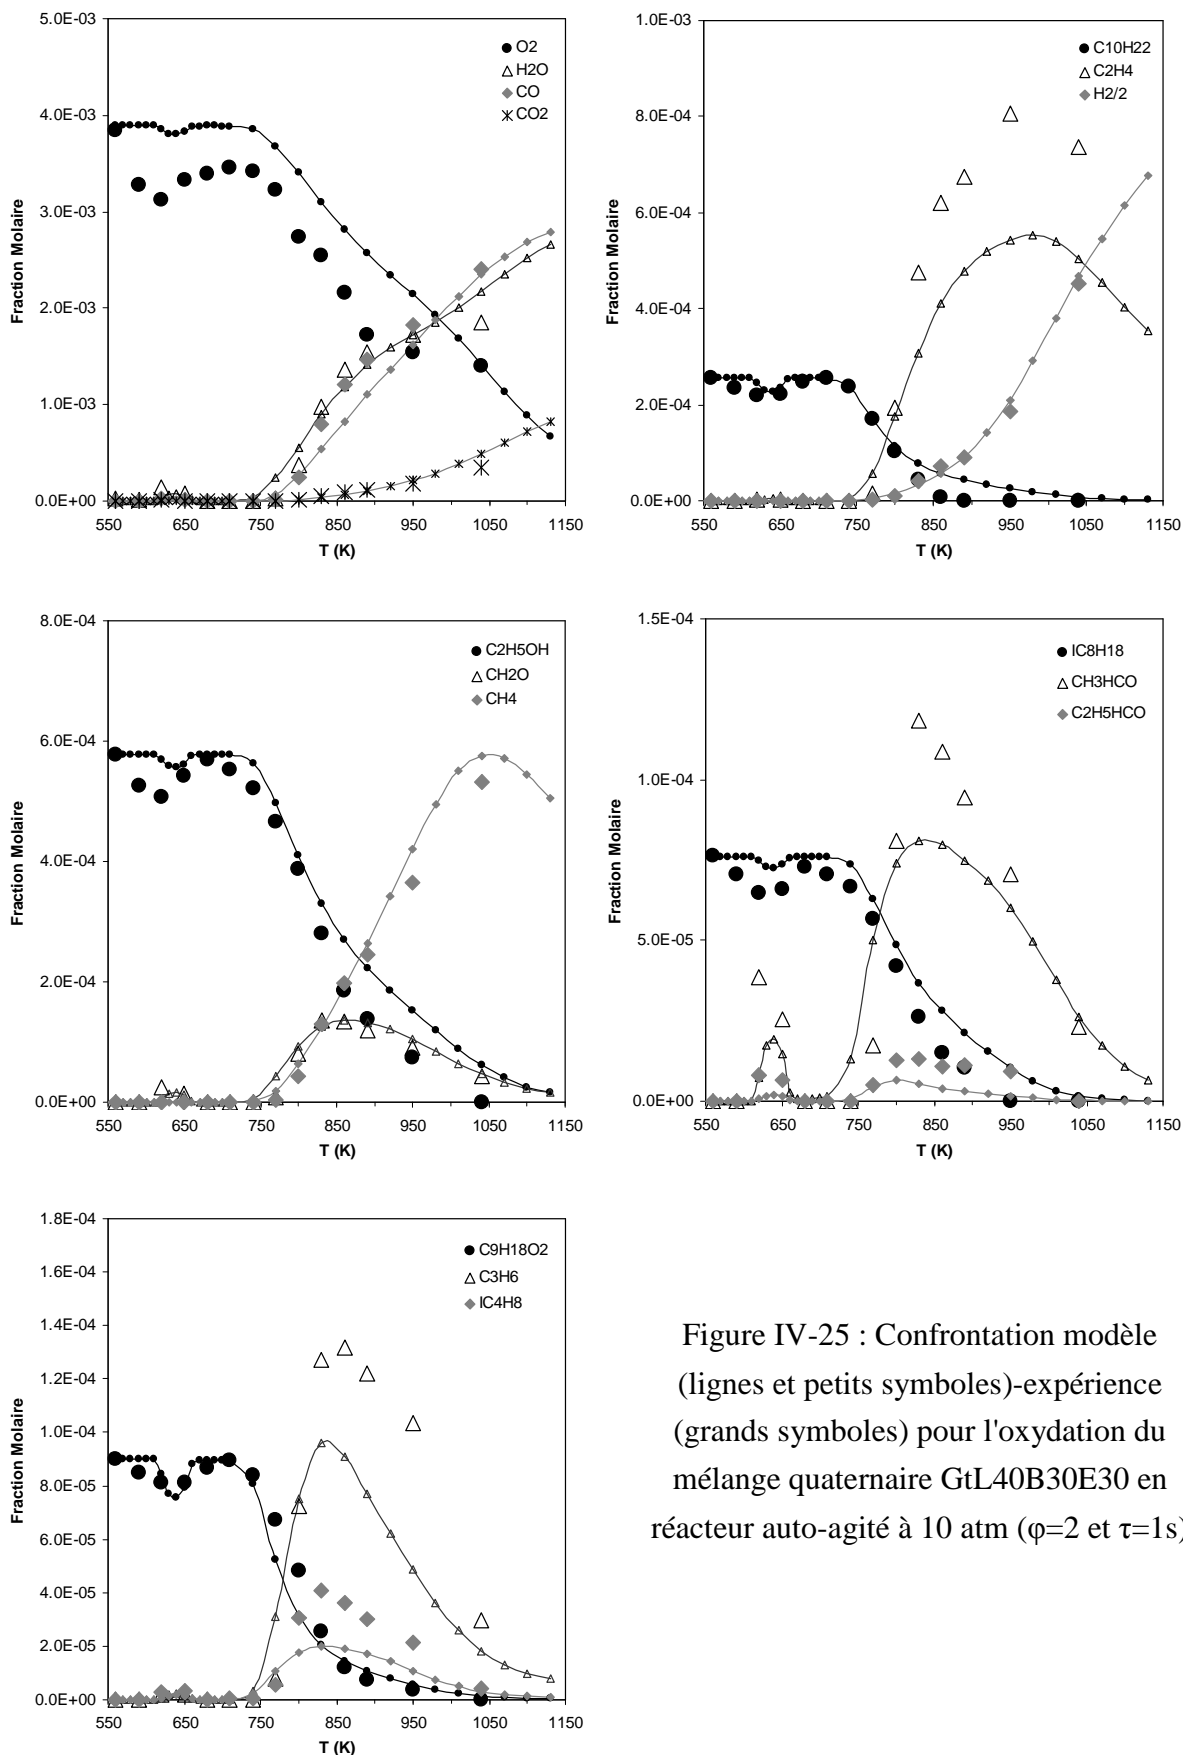 5.0E-03
4.0E-03
3.0E-03
2.0E-03
1.0E-03
0.0E+00
Fraction Molaire
O2
H2O
CO
CO2
550 650 750 850 950 1050 1150
T (K)
1.0E-03
8.0E-04
6.0E-04
4.0E-04
2.0E-04
0.0E+00
Fraction Molaire
C10H22
C2H4
H2/2
550 650 750 850 950 1050 1150
T (K)
8.0E-04
6.0E-04
4.0E-04
2.0E-04
0.0E+00
Fraction Molaire
C2H5OH
CH2O
CH4
550 650 750 850 950 1050 1150
T (K)
1.5E-04
1.0E-04
5.0E-05
0.0E+00
Fraction Molaire
IC8H18
CH3HCO
C2H5HCO
550 650 750 850 950 1050 1150
T (K)
1.8E-04
1.6E-04
1.4E-04
1.2E-04
1.0E-04
8.0E-05
6.0E-05
4.0E-05
2.0E-05
0.0E+00
Fraction Molaire
C9H18O2
C3H6
IC4H8
550 650 750 850 950 1050 1150
T (K)
Figure IV-25 : Confrontation modèle
(lignes et petits symboles)-expérience
(grands symboles) pour l'oxydation du
mélange quaternaire GtL40B30E30 en
réacteur auto-agité à 10 atm (φ=2 et τ=1s)